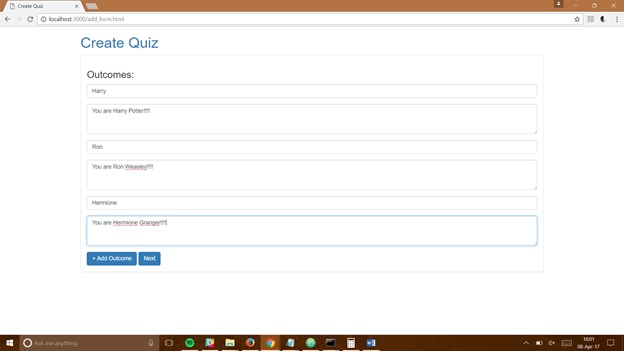 Create Quiz
localhost:3000/add_form.html
Create Quiz
Outcomes:
Harry
You are Harry Potter!!!!
Ron
You are Ron Weasley!!!!
Hermione
You are Hermione Granger!!!!
+ Add Outcome Next
Ask me anything
18:01
08-Apr-17